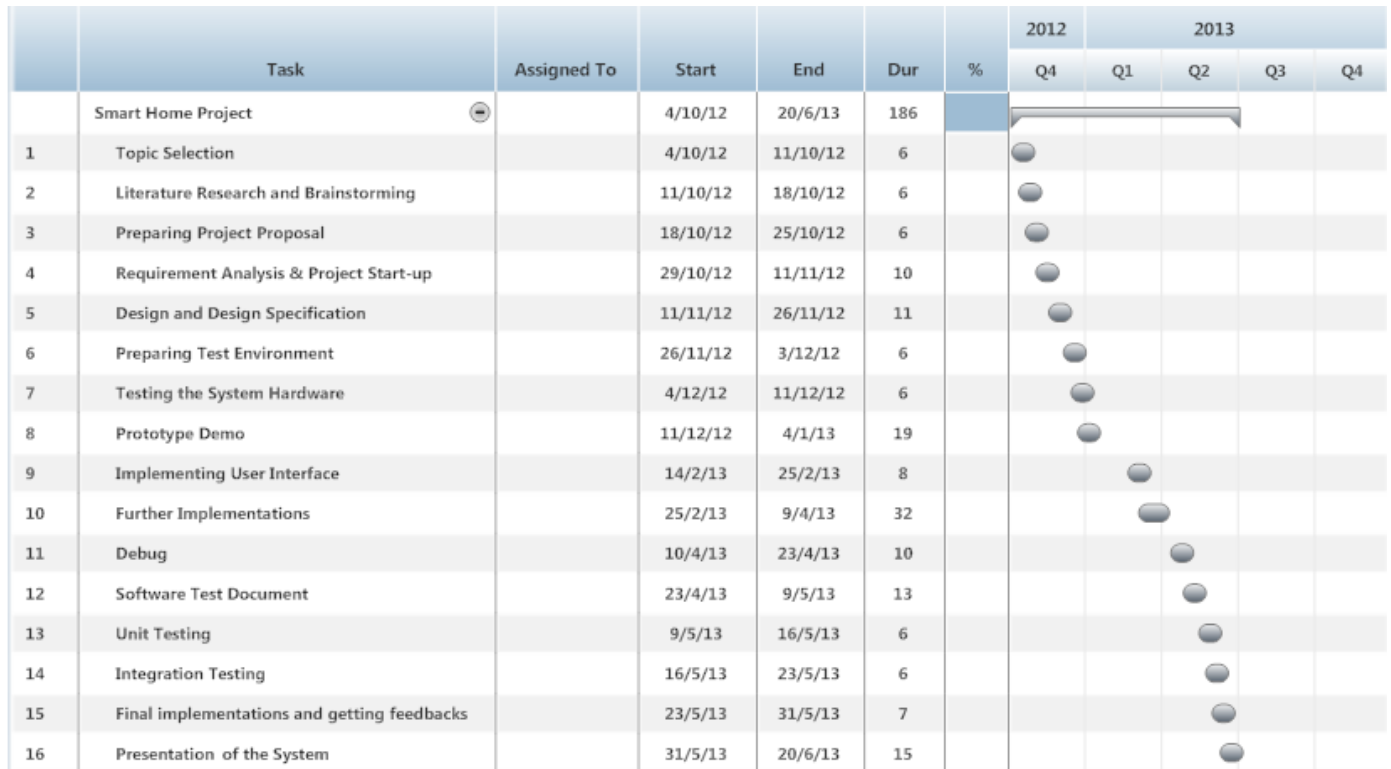 2012 2013
Task Assigned To Start End Dur % Q4 Q1 Q2 Q3 Q4
Smart Home Project 4/10/12 20/6/13 186
1 Topic Selection 4/10/12 11/10/12 6
2 Literature Research and Brainstorming 11/10/12 18/10/12 6
3 Preparing Project Proposal 18/10/12 25/10/12 6
4 Requirement Analysis & Project Start-up 29/10/12 11/11/12 10
5 Design and Design Specification 11/11/12 26/11/12 11
6 Preparing Test Environment 26/11/12 3/12/12 6
7 Testing the System Hardware 4/12/12 11/12/12 6
8 Prototype Demo 11/12/12 4/1/13 19
9 Implementing User Interface 14/2/13 25/2/13 8
10 Further Implementations 25/2/13 9/4/13 32
11 Debug 10/4/13 23/4/13 10
12 Software Test Document 23/4/13 9/5/13 13
13 Unit Testing 9/5/13 16/5/13 6
14 Integration Testing 16/5/13 23/5/13 6
15 Final implementations and getting feedbacks 23/5/13 31/5/13 7
16 Presentation of the System 31/5/13 20/6/13 15